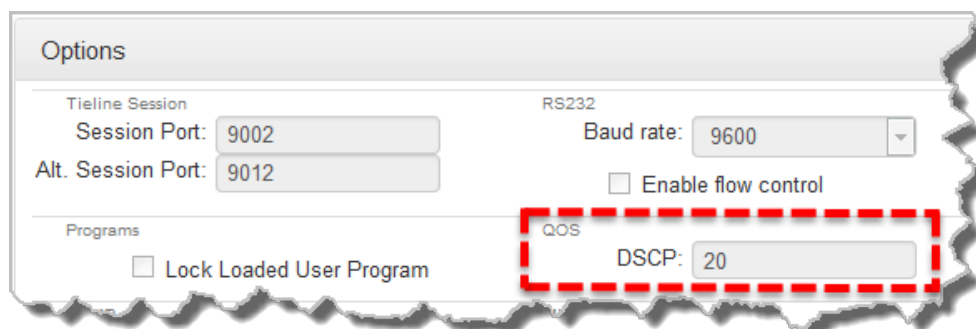 Options
Tieline Session
Session Port: 9002
Alt. Session Port: 9012
RS232
Baud rate: 9600
Enable flow control
Programs
Lock Loaded User Program
QOS
DSCP: 20